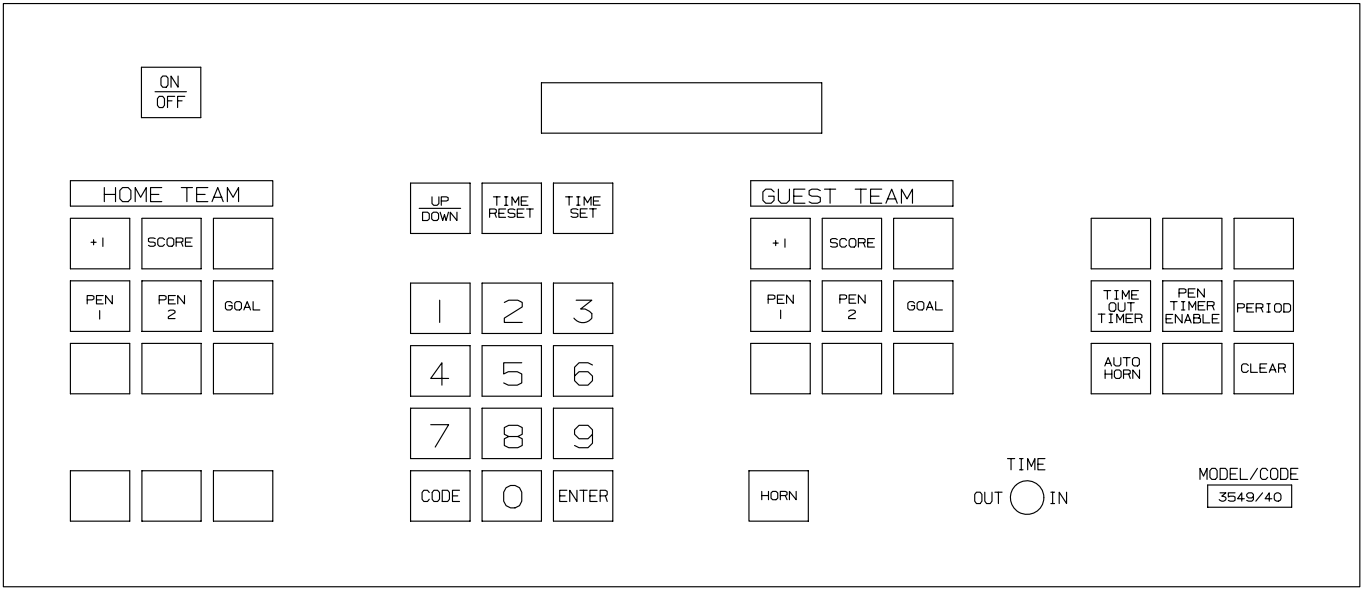 ON
OFF
HOME TEAM
+1
SCORE
PEN
1
PEN
2
GOAL
UP
DOWN
TIME
RESET
TIME
SET
1
2
3
4
5
6
7
8
9
CODE
0
ENTER
GUEST TEAM
+1
SCORE
PEN
1
PEN
2
GOAL
HORN
TIME
OUT
TIMER
PEN
TIMER
ENABLE
PERIOD
AUTO
HORN
CLEAR
TIME
OUT IN
MODEL/CODE
3549/40